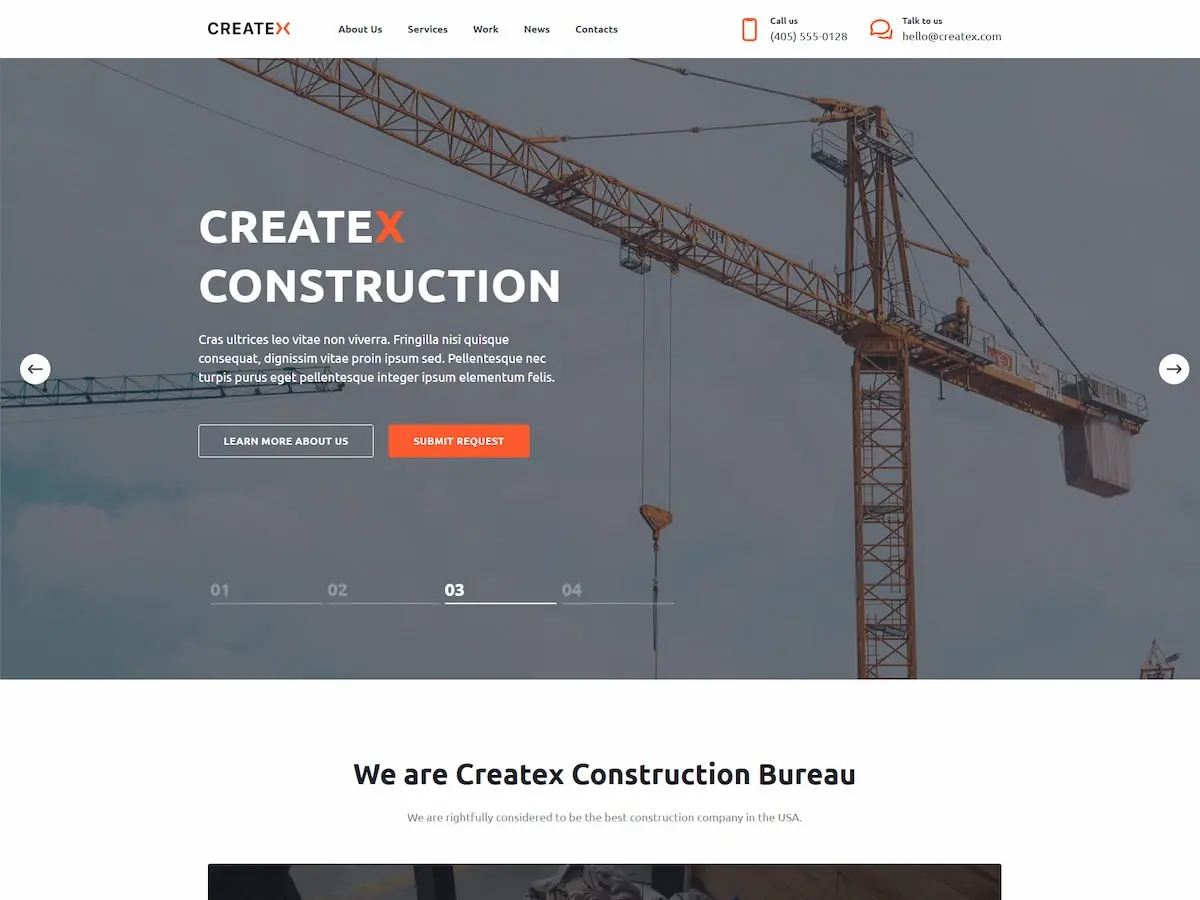 CREATEX
About Us
Services
Work
News
Contacts
Call us
(405) 555-0128
Talk to us
hello@createx.com
CREATEX
CONSTRUCTION
Cras ultrices leo vitae non viverra. Fringilla nisi quisque
consequat, dignissim vitae proin ipsum sed. Pellentesque nec
turpis purus eget pellentesque integer ipsum elementum felis.
LEARN MORE ABOUT US
SUBMIT REQUEST
01
02
03
04
We are Createx Construction Bureau
We are rightfully considered to be the best construction company in the USA.